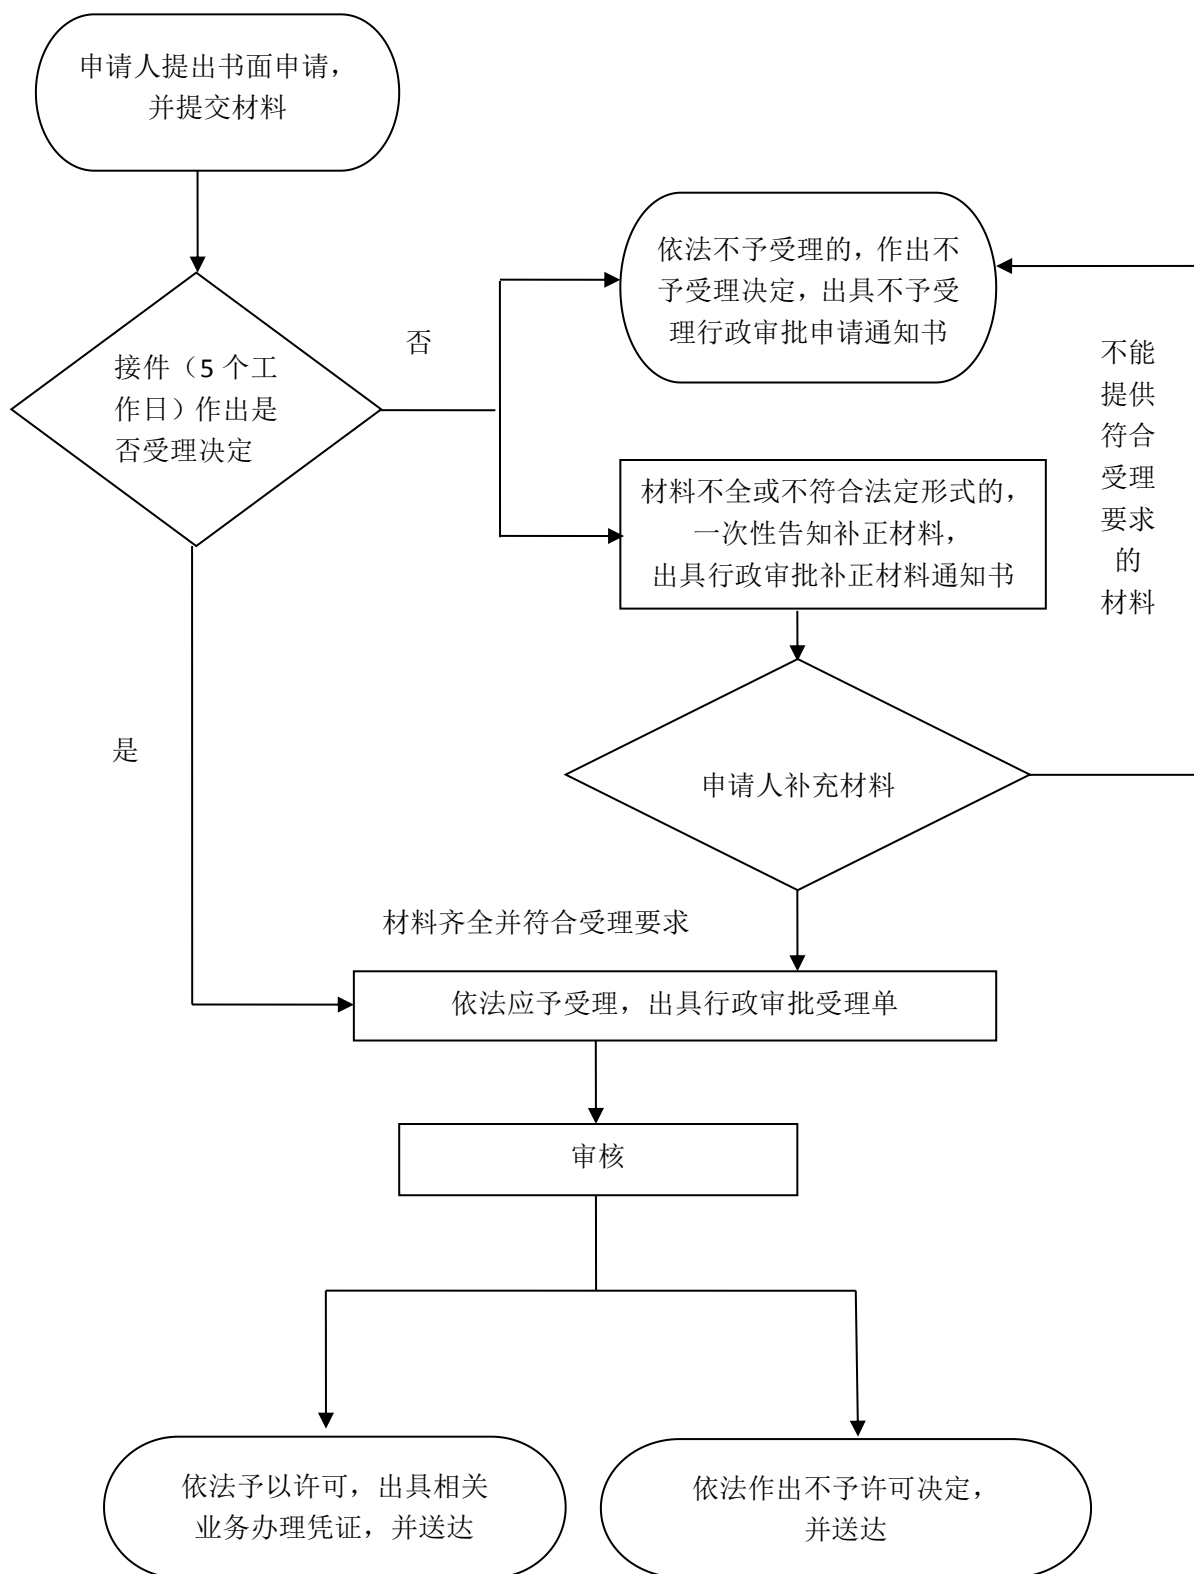 申请人提出书面申请，
并提交材料
依法不予受理的，作出不
予受理决定，出具不予受
理行政审批申请通知书
否
接件（5 个工
作日）作出是
否受理决定
不能
提供
符合
受理
要求
的
材料
材料不全或不符合法定形式的，
一次性告知补正材料，
出具行政审批补正材料通知书
是
申请人补充材料
材料齐全并符合受理要求
依法应予受理，出具行政审批受理单
审核
依法予以许可，出具相关
业务办理凭证，并送达
依法作出不予许可决定，
并送达